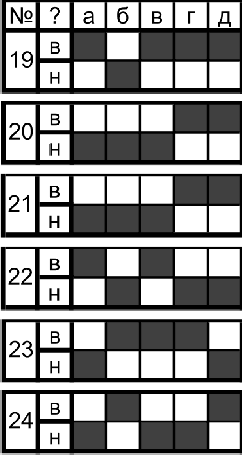 № ? а б в г д
19 в
н
20 в
н
21 в
н
22 в
н
23 в
н
24 в
н